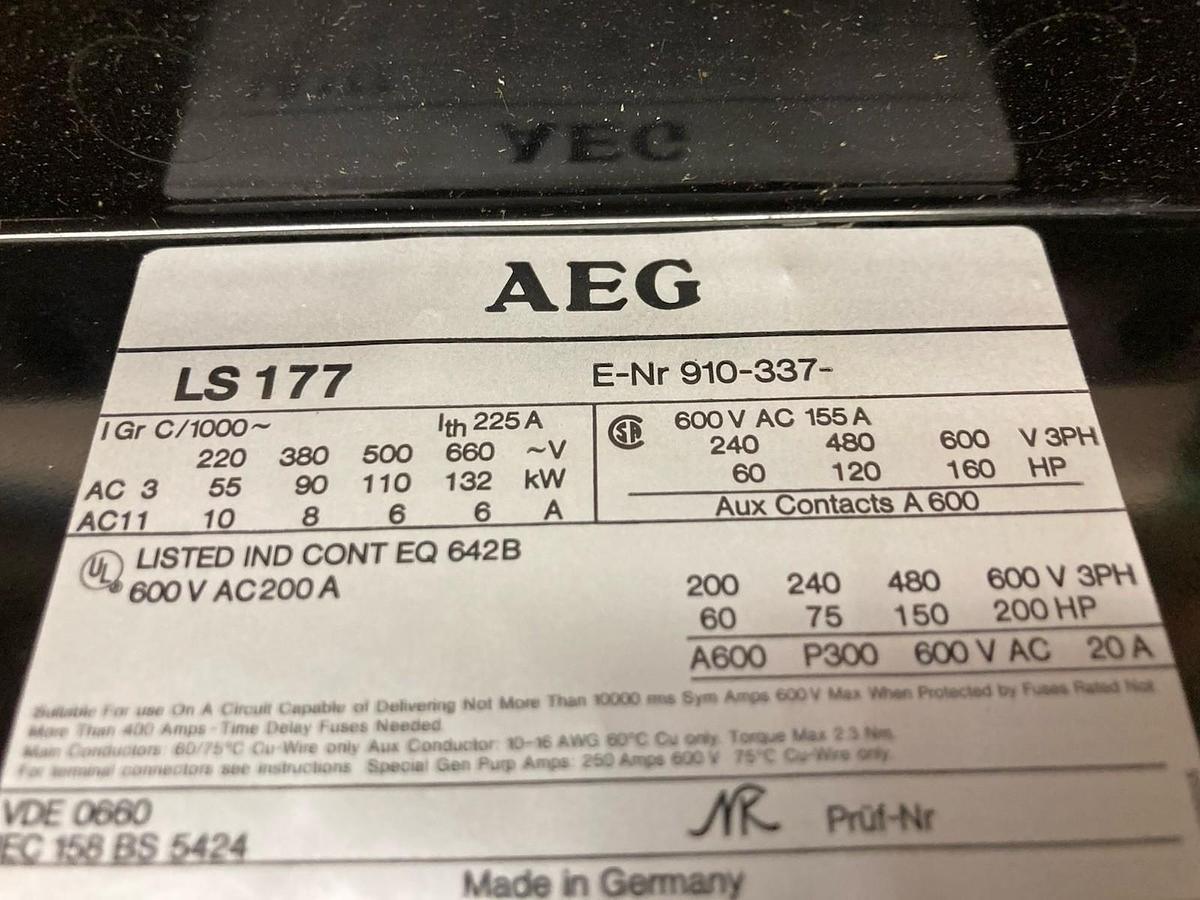 AEG
LS 177 E-Nr 910-337-
I Gr C/1000~ Ith 225 A
220 380 500 660 ~V
AC 3 55 90 110 132 kW
AC11 10 8 6 6 A
SA 600 V AC 155 A
240 480 600 V 3PH
60 120 160 HP
Aux Contacts A 600
UL LISTED IND CONT EQ 642B
600 V AC 200 A
200 240 480 600 V 3PH
60 75 150 200 HP
A600 P300 600 V AC 20 A
Suitable For use On A Circuit Capable of Delivering Not More Than 10000 rms Sym Amps 600 V Max When Protected by Fuses Rated Not
More Than 400 Amps - Time Delay Fuses Needed.
Main Conductors: 60/75°C Cu-Wire only Aux Conductor: 10-16 AWG 60°C Cu only. Torque Max 2.3 Nm.
For terminal connectors see instructions Special Gen Purp Amps: 250 Amps 600 V 75°C Cu-Wire only
VDE 0660
IEC 158 BS 5424
NR Prüf-Nr
Made in Germany